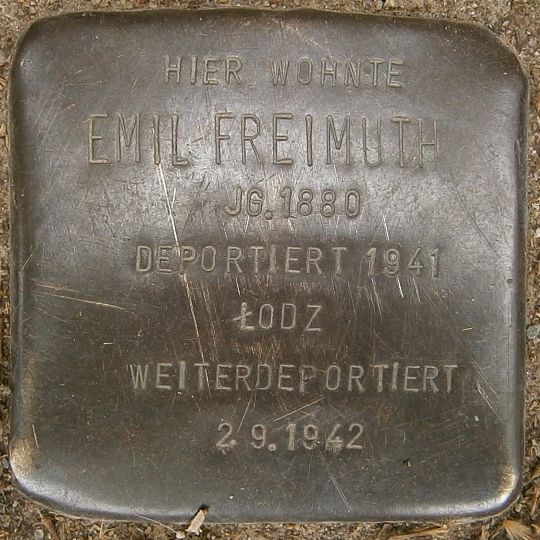 HIER WOHNTE
EMIL FREIMUTH
JG. 1880
DEPORTIERT 1941
ŁODZ
WEITERDEPORTIERT
2.9.1942